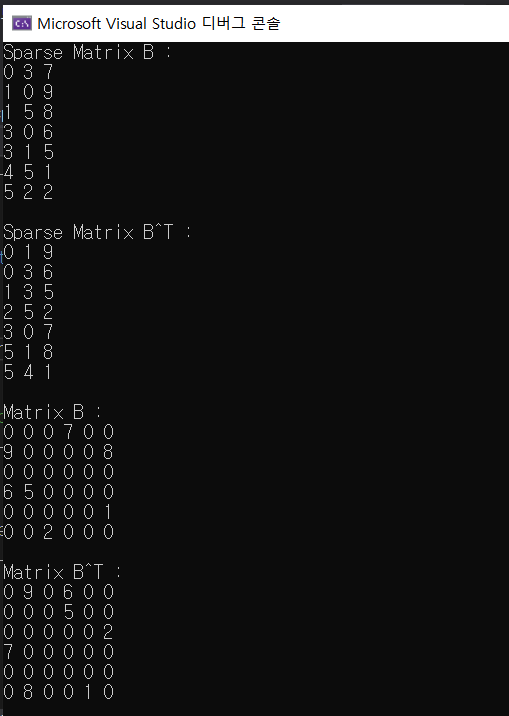 C:\ Microsoft Visual Studio 디버그 콘솔
Sparse Matrix B :
0 3 7
1 0 9
1 5 8
3 0 6
3 1 5
4 5 1
5 2 2
Sparse Matrix B^T :
0 1 9
0 3 6
1 3 5
2 5 2
3 0 7
5 1 8
5 4 1
Matrix B :
0 0 0 7 0 0
9 0 0 0 0 8
0 0 0 0 0 0
6 5 0 0 0 0
0 0 0 0 0 1
0 0 2 0 0 0
Matrix B^T :
0 9 0 6 0 0
0 0 0 5 0 0
0 0 0 0 0 2
7 0 0 0 0 0
0 0 0 0 0 0
0 8 0 0 1 0